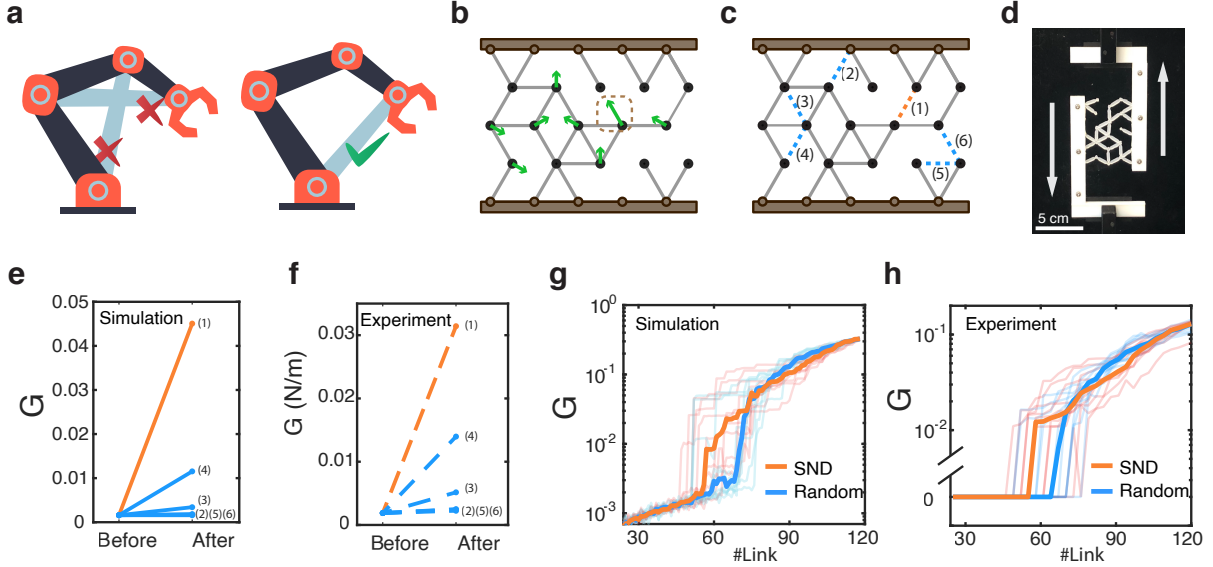 a
b
c
d
(2)
(3)
(1)
(4)
(6)
(5)
5 cm
e
0.05
0.04
0.03
0.02
0.01
0
G
Simulation
(1)
(4)
(3)
(2)(5)(6)
Before
After
f
0.03
0.02
0.01
0
G (N/m)
Experiment
(1)
(4)
(3)
(2)(5)(6)
Before
After
g
10^0
10^-1
10^-2
10^-3
G
Simulation
SND
Random
30
60
90
120
#Link
h
10^-1
10^-2
0
G
Experiment
SND
Random
30
60
90
120
#Link